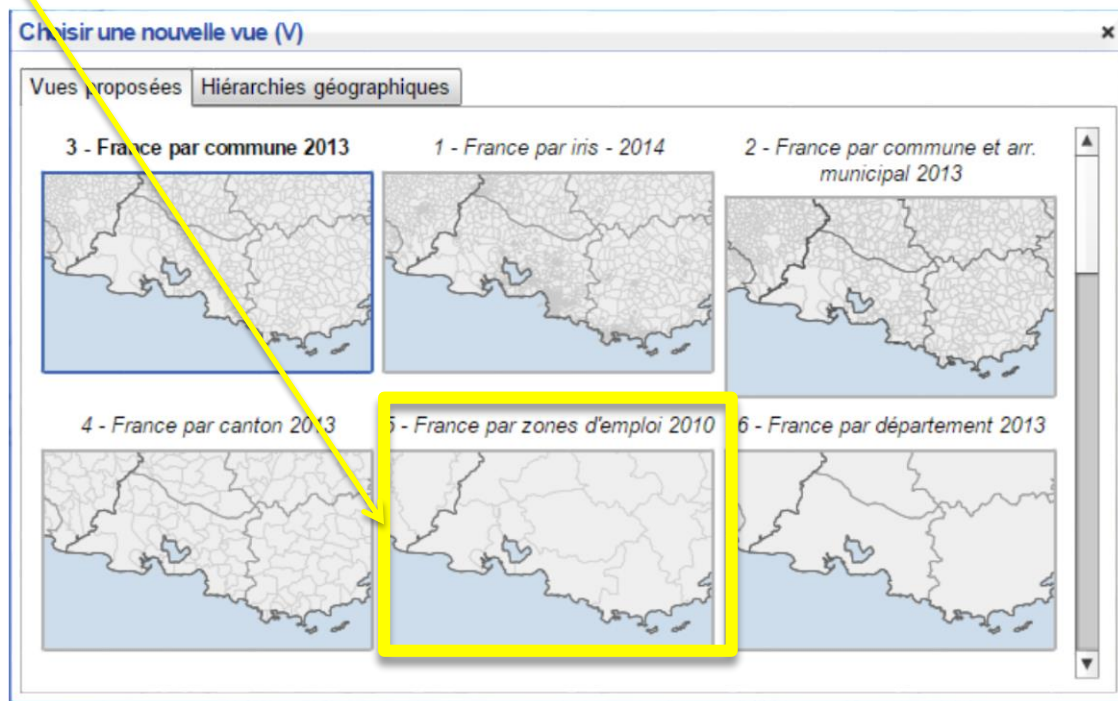 Choisir une nouvelle vue (V)
Vues proposées
Hiérarchies géographiques
3 - France par commune 2013
1 - France par iris - 2014
2 - France par commune et arr.
municipal 2013
4 - France par canton 2013
5 - France par zones d'emploi 2010
6 - France par département 2013